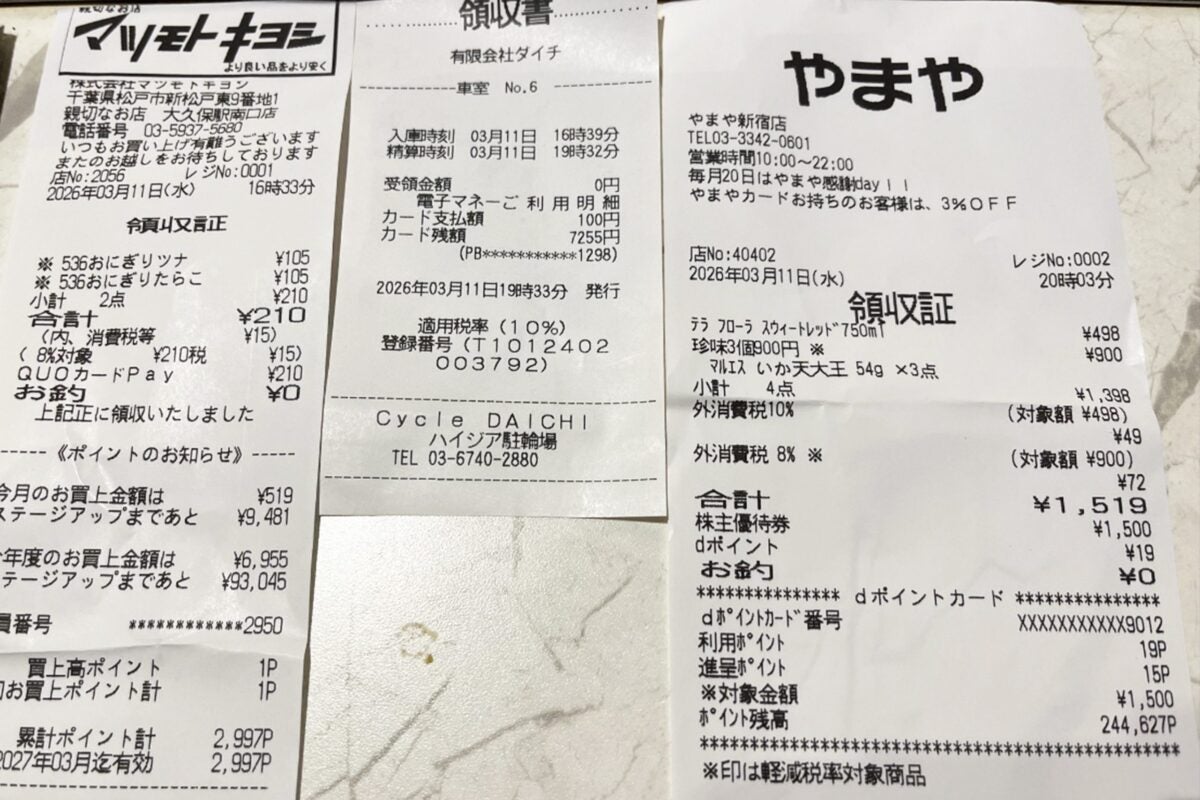 親切なお店
マツモトキヨシ
より良い品をより安く
株式会社マツモトキヨシ
千葉県松戸市新松戸東9番地1
親切なお店 大久保駅南口店
電話番号 03-5937-5680
いつもお買い上げ有難うございます
またのお越しをお待ちしております
店No:2056 レジNo:0001
2026年03月11日(水) 16時33分
領収証
※ 536おにぎりツナ ¥105
※ 536おにぎりたらこ ¥105
小計 2点 ¥210
合計 ¥210
(内、消費税等 ¥15)
( 8%対象 ¥210税 ¥15)
QUOカードPay ¥210
お釣 ¥0
上記正に領収いたしました
------《ポイントのお知らせ》-----
今月のお買上金額は ¥519
ステージアップまであと ¥9,481
年度のお買上金額は ¥6,955
テージアップまであと ¥93,045
員番号 ************2950
買上高ポイント 1P
お買上ポイント計 1P
累計ポイント計 2,997P
2027年03月迄有効 2,997P
領収書
有限会社ダイチ
車室 No.6
入庫時刻 03月11日 16時39分
精算時刻 03月11日 19時32分
受領金額 0円
電子マネーご利用明細
カード支払額 100円
カード残額 7255円
(PB***********1298)
2026年03月11日19時33分 発行
適用税率(10%)
登録番号(T1012402
003792)
Cycle DAICHI
ハイジア駐輪場
TEL 03-6740-2880
やまや
やまや新宿店
TEL03-3342-0601
営業時間10:00~22:00
毎月20日はやまや感謝day!!
やまやカードお持ちのお客様は、3%OFF
店No:40402 レジNo:0002
2026年03月11日(水) 20時03分
領収証
テラ フローラ スウィートレッド750ml ¥498
珍味3個900円 ※ ¥900
マルエス いか天大王 54g ×3点
小計 4点 ¥1,398
外消費税10% (対象額 ¥498)
¥49
外消費税 8% ※ (対象額 ¥900)
¥72
合計 ¥1,519
株主優待券 ¥1,500
dポイント ¥19
お釣 ¥0
*************** dポイントカード ***************
dポイントカード番号 XXXXXXXXXXX9012
利用ポイント 19P
進呈ポイント 15P
※対象金額 ¥1,500
ポイント残高 244,627P
**************************************************
※印は軽減税率対象商品